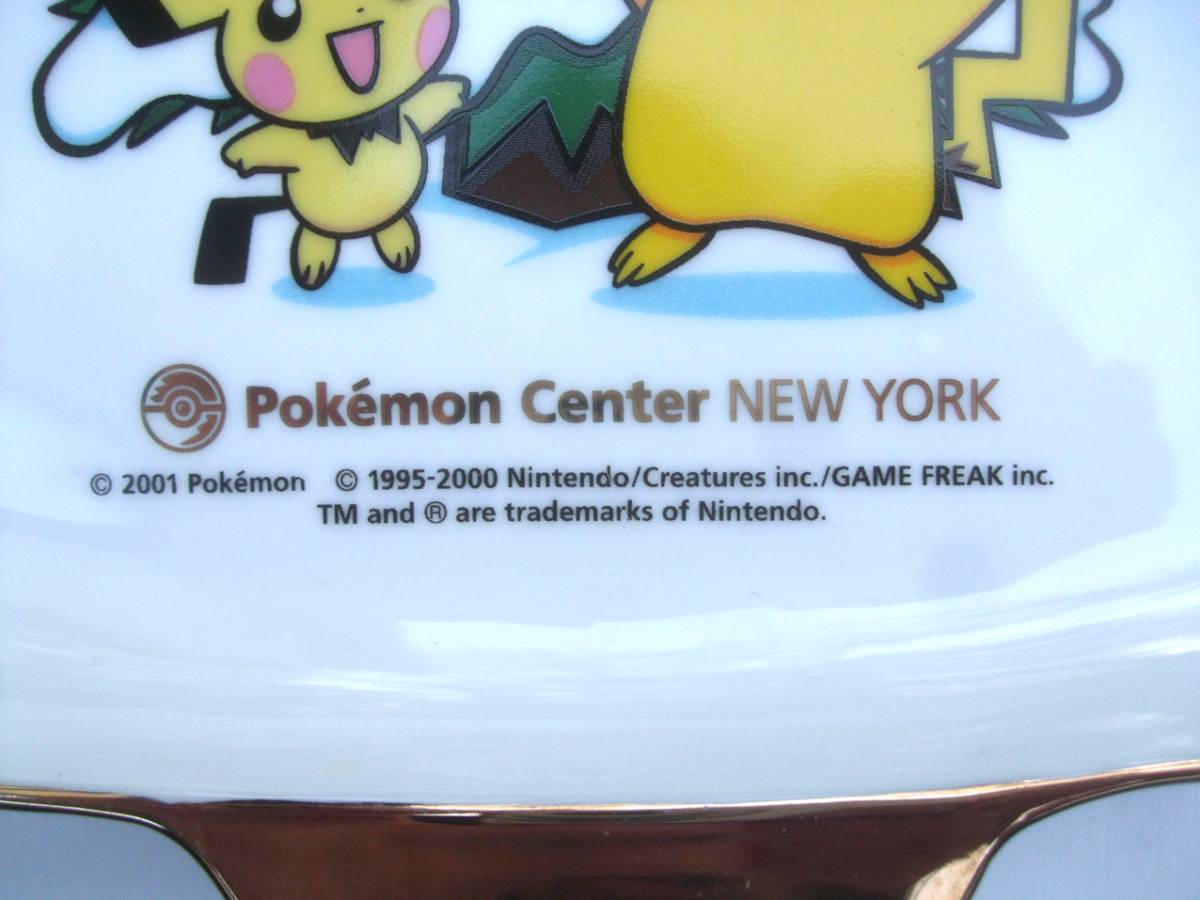 Pokémon Center NEW YORK
© 2001 Pokémon © 1995-2000 Nintendo/Creatures inc./GAME FREAK inc.
TM and ® are trademarks of Nintendo.